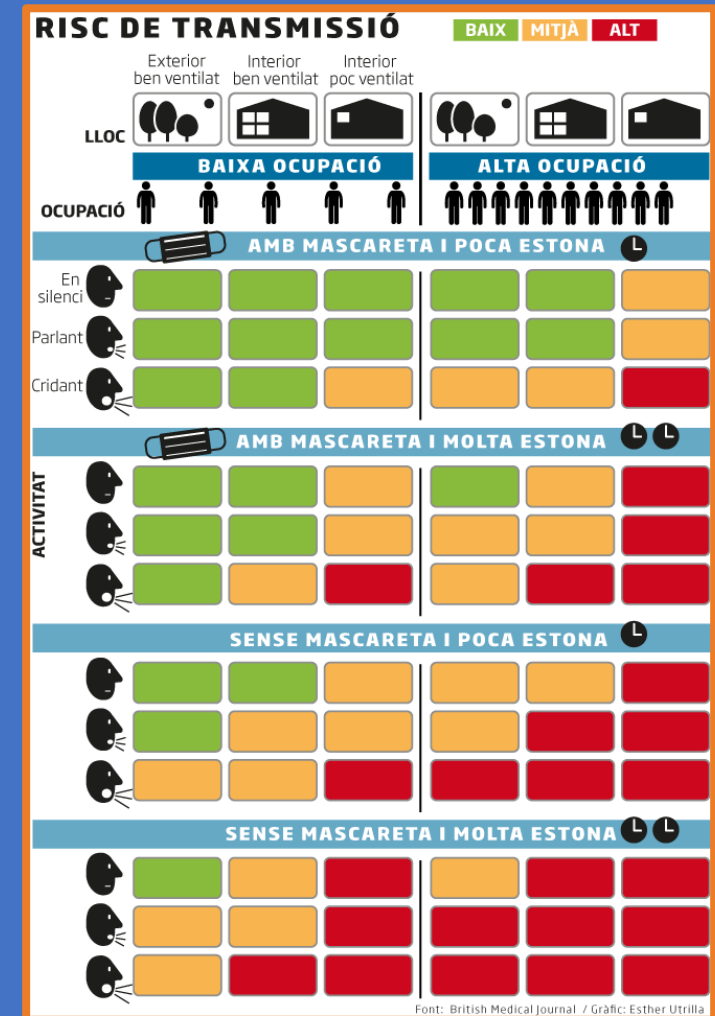 RISC DE TRANSMISSIÓ
BAIX MITJÀ ALT
Exterior ben ventilat
Interior ben ventilat
Interior poc ventilat
LLOC
BAIXA OCUPACIÓ
ALTA OCUPACIÓ
OCUPACIÓ
AMB MASCARETA I POCA ESTONA
En silenci
Parlant
Cridant
AMB MASCARETA I MOLTA ESTONA
ACTIVITAT
SENSE MASCARETA I POCA ESTONA
SENSE MASCARETA I MOLTA ESTONA
Font: British Medical Journal / Gràfic: Esther Utrilla